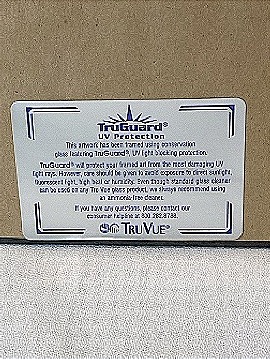 TruGuard®
UV Protection
This artwork has been framed using conservation
glass featuring TruGuard®, UV light blocking protection.
TruGuard® will protect your framed art from the most damaging UV
light rays. However, care should be given to avoid exposure to direct sunlight,
fluorescent light, high heat or humidity. Even though standard glass cleaner
can be used on any Tru Vue glass product, we always recommend using
an ammonia-free cleaner.
If you have any questions, please contact our
consumer helpline at 800.282.8788.
TRU VUE®